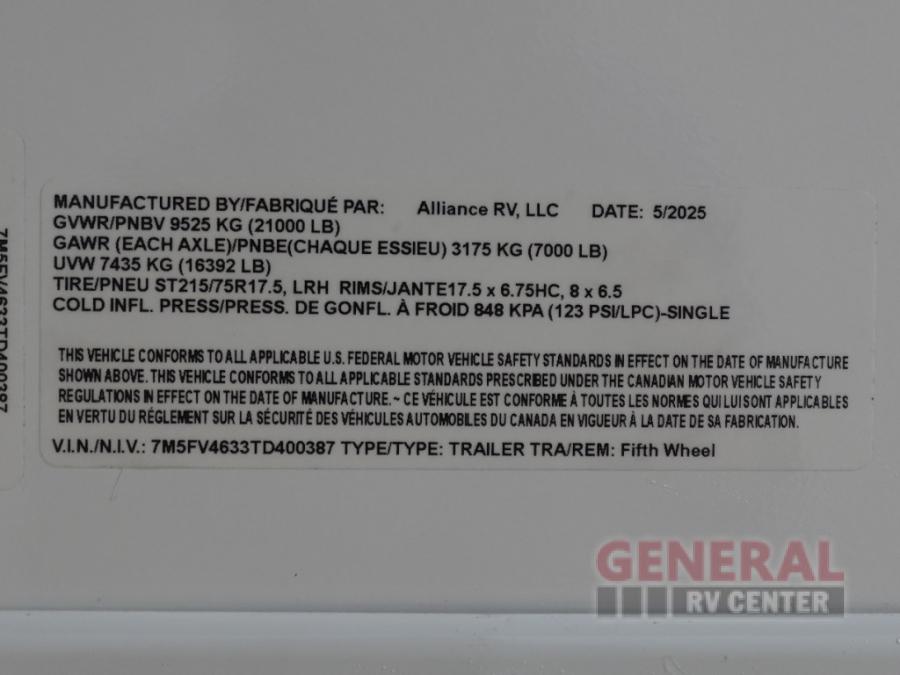 MANUFACTURED BY/FABRIQUÉ PAR: Alliance RV, LLC DATE: 5/2025
GVWR/PNBV 9525 KG (21000 LB)
GAWR (EACH AXLE)/PNBE(CHAQUE ESSIEU) 3175 KG (7000 LB)
UVW 7435 KG (16392 LB)
TIRE/PNEU ST215/75R17.5, LRH RIMS/JANTE17.5 x 6.75HC, 8 x 6.5
COLD INFL. PRESS/PRESS. DE GONFL. À FROID 848 KPA (123 PSI/LPC)-SINGLE
THIS VEHICLE CONFORMS TO ALL APPLICABLE U.S. FEDERAL MOTOR VEHICLE SAFETY STANDARDS IN EFFECT ON THE DATE OF MANUFACTURE
SHOWN ABOVE. THIS VEHICLE CONFORMS TO ALL APPLICABLE STANDARDS PRESCRIBED UNDER THE CANADIAN MOTOR VEHICLE SAFETY
REGULATIONS IN EFFECT ON THE DATE OF MANUFACTURE. ~ CE VÉHICULE EST CONFORME À TOUTES LES NORMES QUI LUI SONT APPLICABLES
EN VERTU DU RÉGLEMENT SUR LA SÉCURITÉ DES VÉHICULES AUTOMOBILES DU CANADA EN VIGUEUR À LA DATE DE SA FABRICATION.
V.I.N./N.I.V.: 7M5FV4633TD400387 TYPE/TYPE: TRAILER TRA/REM: Fifth Wheel
7M5FV4633TD400387
GENERAL
RV CENTER